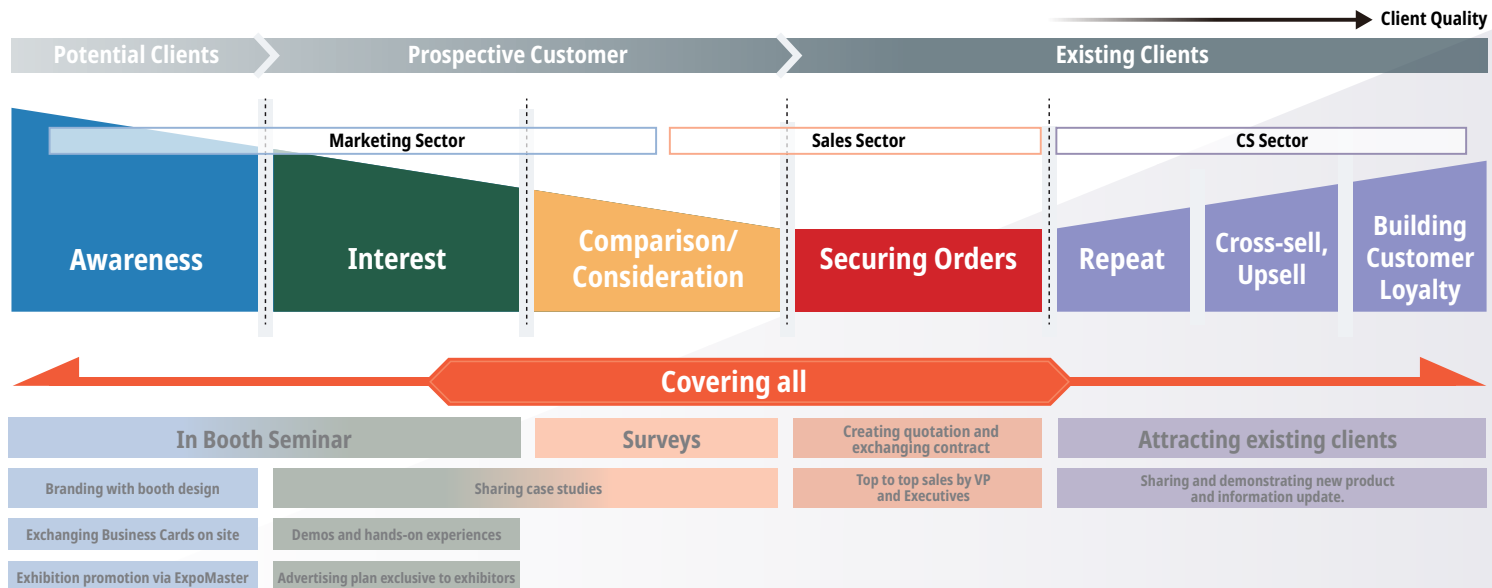 Client Quality
Potential Clients
Prospective Customer
Existing Clients
Marketing Sector
Sales Sector
CS Sector
Awareness
Interest
Comparison/
Consideration
Securing Orders
Repeat
Cross-sell,
Upsell
Building
Customer
Loyalty
Covering all
In Booth Seminar
Surveys
Creating quotation and
exchanging contract
Attracting existing clients
Branding with booth design
Sharing case studies
Top to top sales by VP
and Executives
Sharing and demonstrating new product
and information update.
Exchanging Business Cards on site
Demos and hands-on experiences
Exhibition promotion via ExpoMaster
Advertising plan exclusive to exhibitors